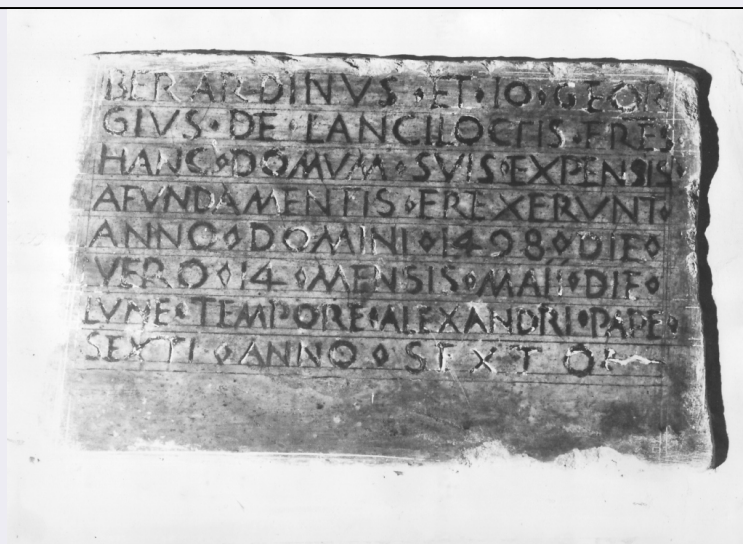 BERARDINVS · ET · IO · GEOR
GIVS · DE · LANCILOCTIS · FRES
HANC · DOMVM · SVIS · EXPENSIS ·
AFVNDAMENTIS · EREXERVNT ·
ANNO · DOMINI · 1498 · DIE ·
VERO · 14 · MENSIS · MAII · DIE ·
LVNE · TEMPORE · ALEXANDRI · PAPE ·
SEXTI · ANNO · SEXTO